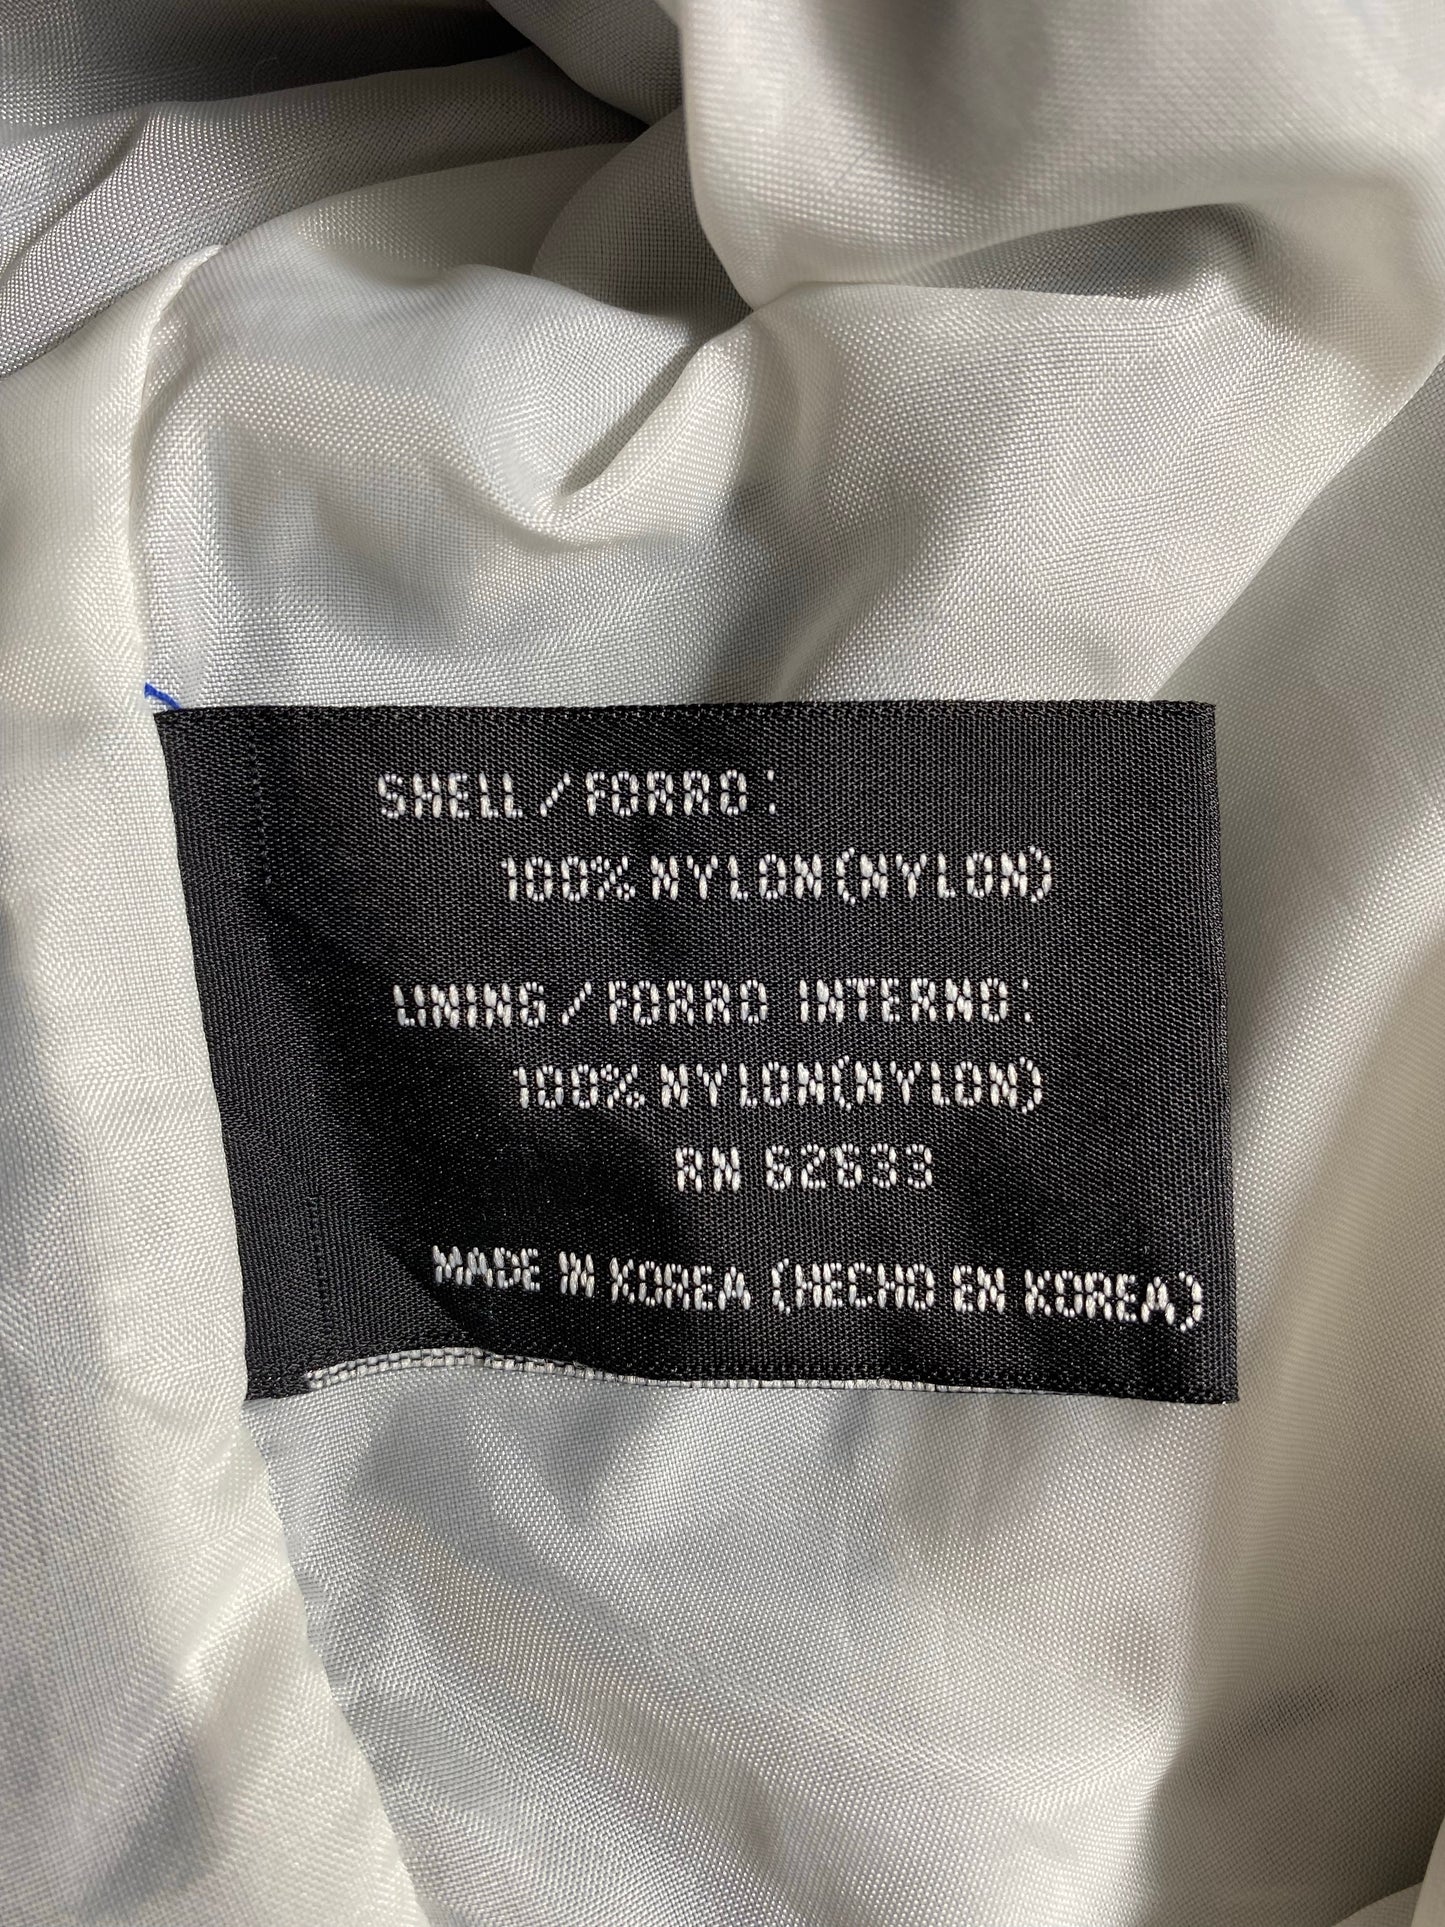 SHELL/FORRO:
100% NYLON(NYLON)
LINING/FORRO INTERNO:
100% NYLON(NYLON)
RN 62633
MADE IN KOREA (HECHO EN KOREA)